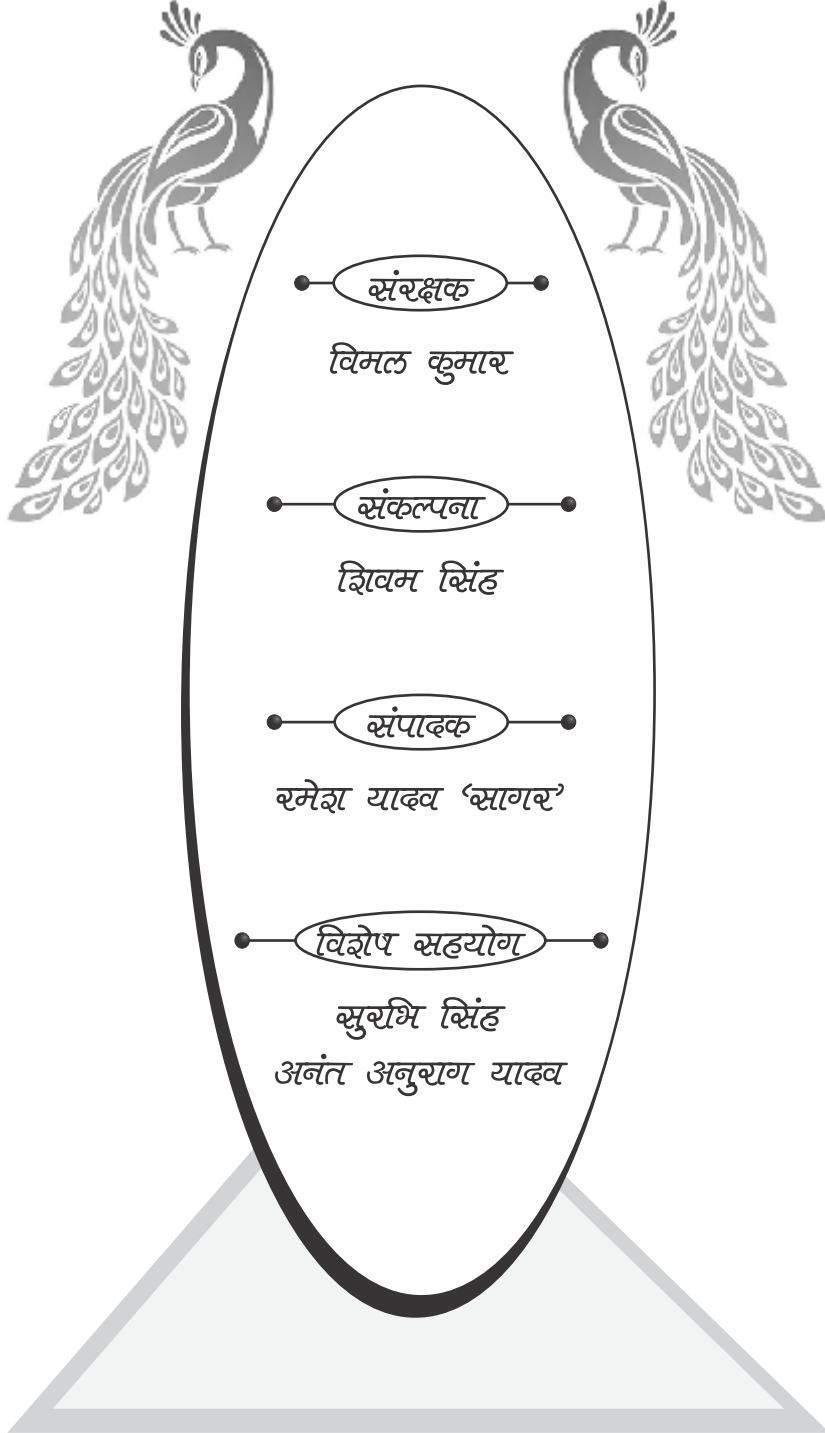 संरक्षक
विमल कुमार
संकल्पना
शिवम सिंह
संपादक
रमेश यादव ‘सागर’
विशेष सहयोग
सुरभि सिंह
अनंत अनुराग यादव